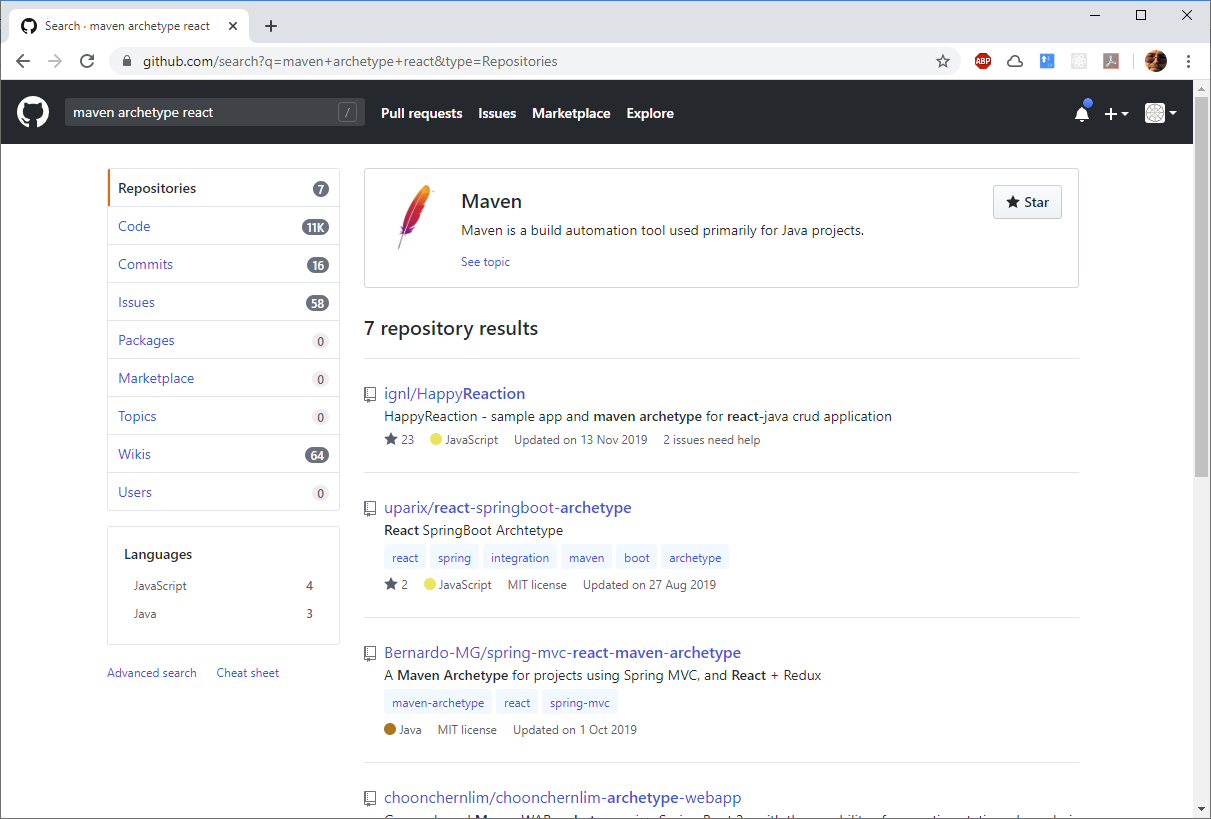 Search · maven archetype react
github.com/search?q=maven+archetype+react&type=Repositories
ABP
maven archetype react /
Pull requests Issues Marketplace Explore
Repositories 7
Code 11K
Commits 16
Issues 58
Packages 0
Marketplace 0
Topics 0
Wikis 64
Users 0
Languages
JavaScript 4
Java 3
Advanced search Cheat sheet
Maven
Star
Maven is a build automation tool used primarily for Java projects.
See topic
7 repository results
ignl/HappyReaction
HappyReaction - sample app and maven archetype for react-java crud application
23 JavaScript Updated on 13 Nov 2019 2 issues need help
uparix/react-springboot-archetype
React SpringBoot Archtetype
react spring integration maven boot archetype
2 JavaScript MIT license Updated on 27 Aug 2019
Bernardo-MG/spring-mvc-react-maven-archetype
A Maven Archetype for projects using Spring MVC, and React + Redux
maven-archetype react spring-mvc
Java MIT license Updated on 1 Oct 2019
choonchernlim/choonchernlim-archetype-webapp